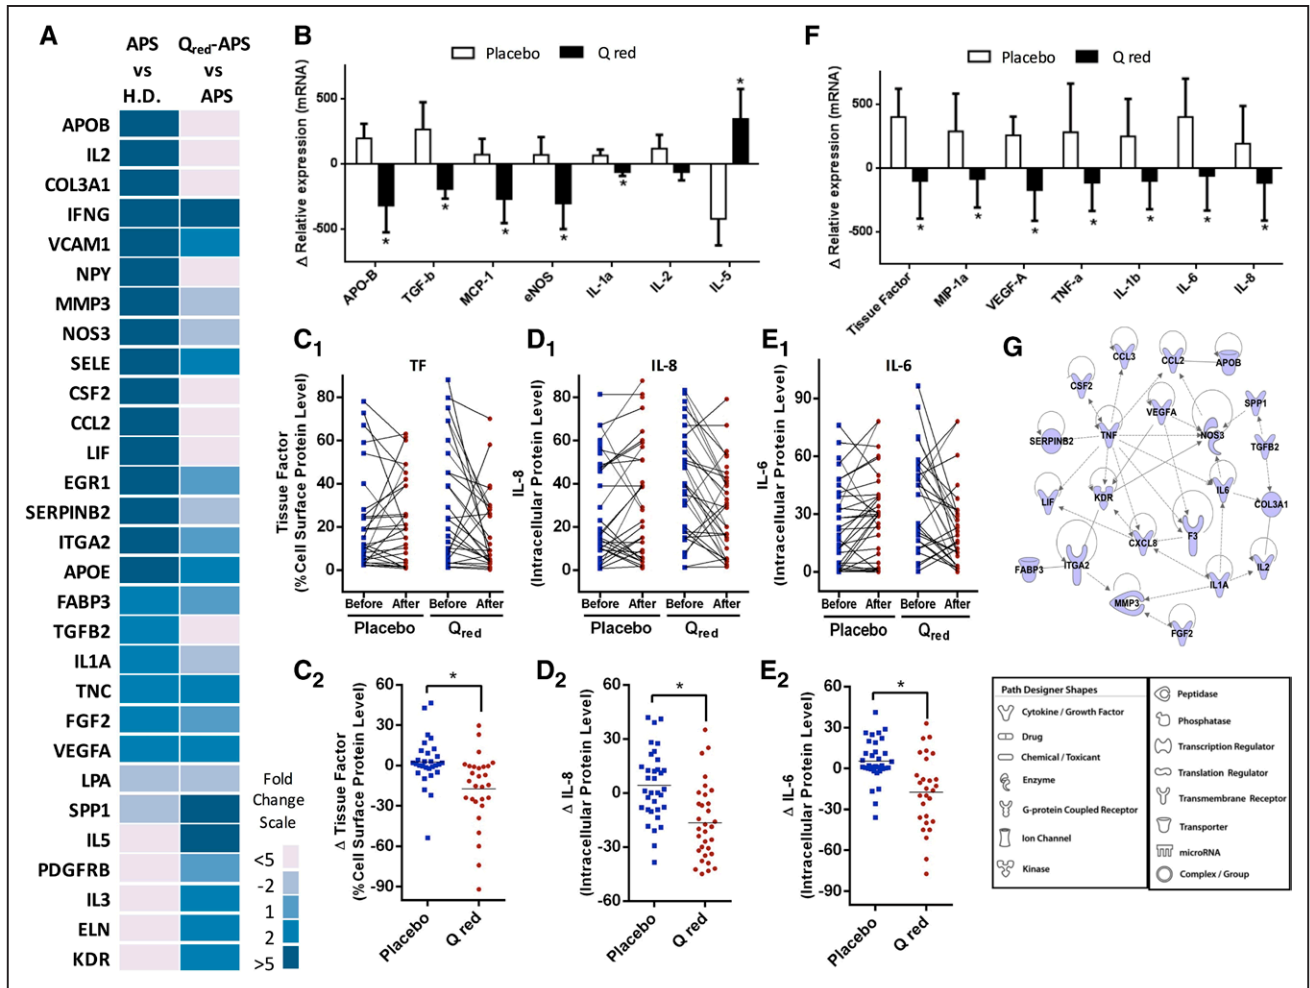 A
APS
vs
H.D.
Qred-APS
vs
APS
APOB
IL2
COL3A1
IFNG
VCAM1
NPY
MMP3
NOS3
SELE
CSF2
CCL2
LIF
EGR1
SERPINB2
ITGA2
APOE
FABP3
TGFB2
IL1A
TNC
FGF2
VEGFA
LPA
SPP1
IL5
PDGFRB
IL3
ELN
KDR
Fold
Change
Scale
<5
-2
1
2
>5
B
Placebo
Q red
Δ Relative expression (mRNA)
500
0
-500
* * * * * *
APO-B
TGF-b
MCP-1
eNOS
IL-1a
IL-2
IL-5
F
Placebo
Q red
Δ Relative expression (mRNA)
500
0
-500
* * * * * * *
Tissue Factor
MIP-1a
VEGF-A
TNF-a
IL-1b
IL-6
IL-8
C1
TF
Tissue Factor
(%Cell Surface Protein Level)
80
60
40
20
0
Before After Before After
Placebo Qred
D1
IL-8
IL-8
(Intracellular Protein Level)
80
60
40
20
0
Before After Before After
Placebo Qred
E1
IL-6
IL-6
(Intracellular Protein Level)
90
60
30
0
Before After Before After
Placebo Qred
G
CCL3
CCL2
APOB
CSF2
VEGFA
SPP1
SERPINB2
TNF
NOS3
TGFB2
LIF
KDR
IL6
COL3A1
CXCL8
F3
FABP3
ITGA2
IL1A
IL2
MMP3
FGF2
C2
Δ Tissue Factor
(%Cell Surface Protein Level)
60
30
0
-30
-60
-90
*
Placebo
Q red
D2
Δ IL-8
(Intracellular Protein Level)
60
30
0
-30
-60
*
Placebo
Q red
E2
Δ IL-6
(Intracellular Protein Level)
60
30
0
-30
-60
-90
*
Placebo
Q red
Path Designer Shapes
Cytokine / Growth Factor
Drug
Chemical / Toxicant
Enzyme
G-protein Coupled Receptor
Ion Channel
Kinase
Peptidase
Phosphatase
Transcription Regulator
Translation Regulator
Transmembrane Receptor
Transporter
microRNA
Complex / Group